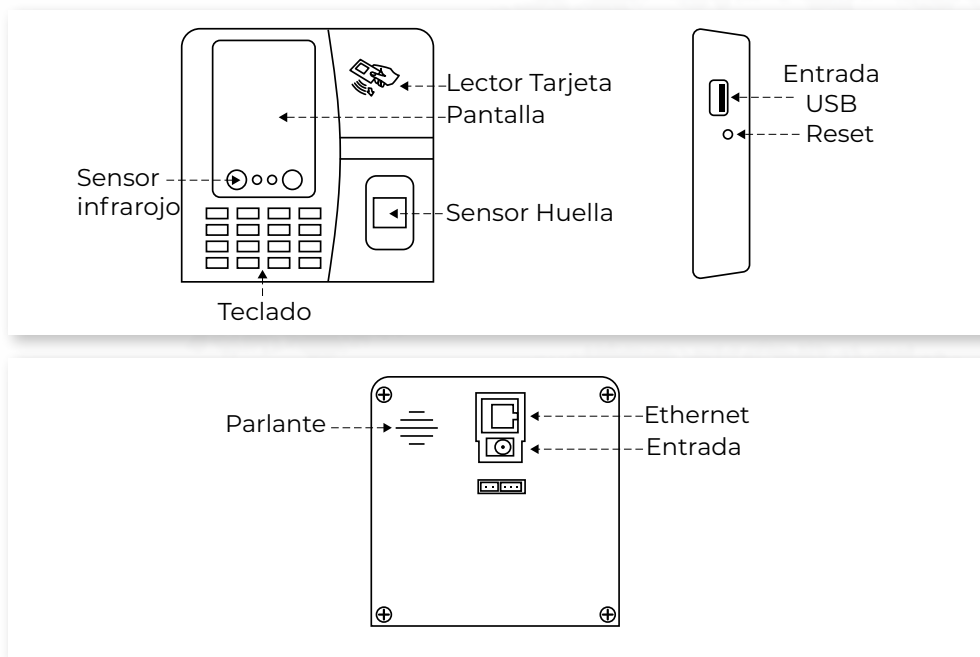 Lector Tarjeta
Pantalla
Sensor
infrarojo
Sensor Huella
Teclado
Entrada
USB
Reset
Parlante
Ethernet
Entrada